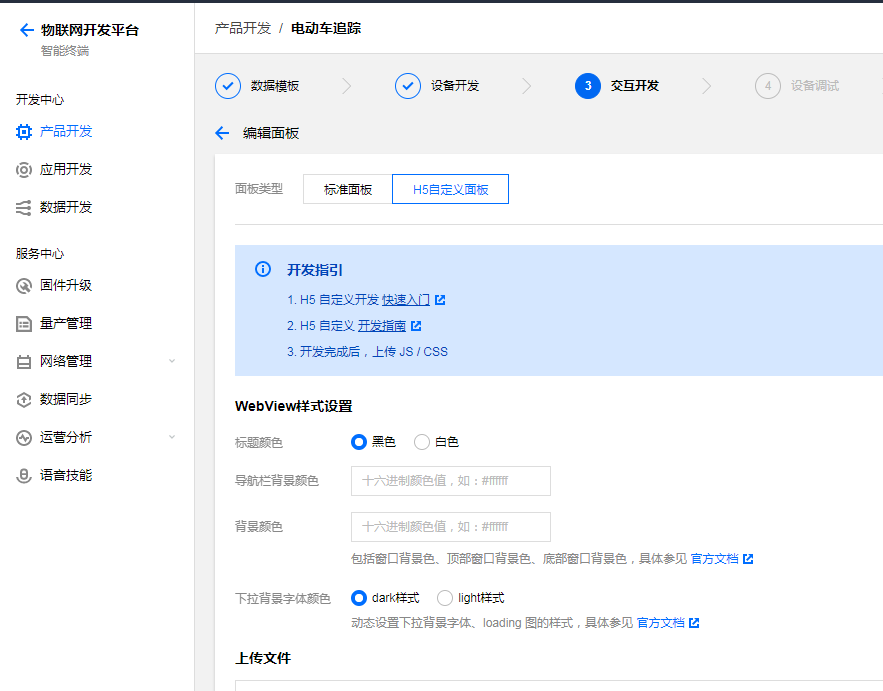 物联网开发平台
智能终端
开发中心
产品开发
应用开发
数据开发
服务中心
固件升级
量产管理
网络管理
数据同步
运营分析
语音技能
产品开发 / 电动车追踪
数据模板 设备开发 3 交互开发 4 设备调试
编辑面板
面板类型 标准面板 H5自定义面板
开发指引
1. H5 自定义开发 快速入门
2. H5 自定义 开发指南
3. 开发完成后，上传 JS / CSS
WebView样式设置
标题颜色 黑色 白色
导航栏背景颜色 十六进制颜色值，如：#ffffff
背景颜色 十六进制颜色值，如：#ffffff
包括窗口背景色、顶部窗口背景色、底部窗口背景色，具体参见 官方文档
下拉背景字体颜色 dark样式 light样式
动态设置下拉背景字体、loading 图的样式，具体参见 官方文档
上传文件